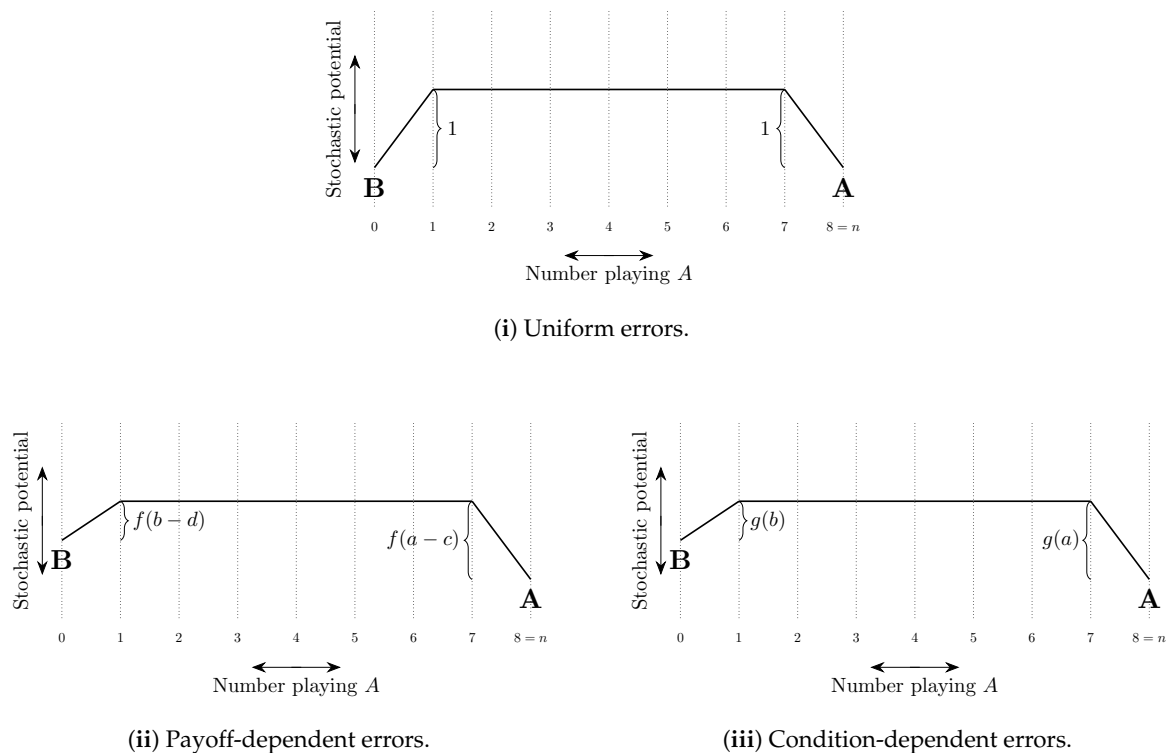 Stochastic potential
1
1
B
A
0 1 2 3 4 5 6 7 8 = n
Number playing A
(i) Uniform errors.
Stochastic potential
f(b − d)
f(a − c)
B
A
0 1 2 3 4 5 6 7 8 = n
Number playing A
(ii) Payoff-dependent errors.
Stochastic potential
g(b)
g(a)
B
A
0 1 2 3 4 5 6 7 8 = n
Number playing A
(iii) Condition-dependent errors.